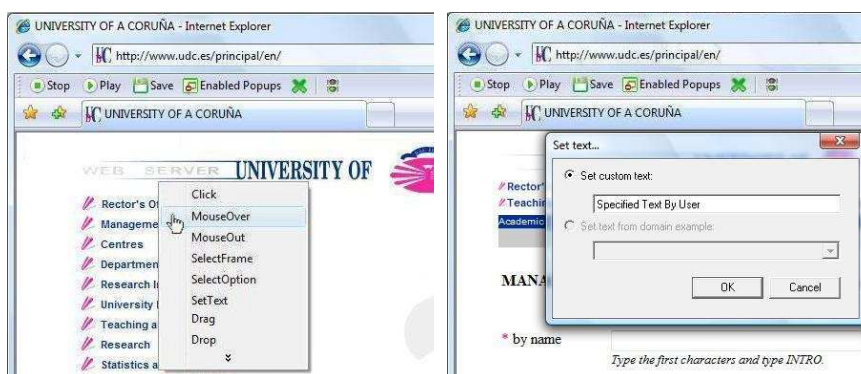 UNIVERSITY OF A CORUÑA - Internet Explorer
http://www.udc.es/principal/en/
Stop Play Save Enabled Popups
UNIVERSITY OF A CORUÑA
WEB SERVER UNIVERSITY OF
Rector's O
Manageme
Centres
Departmen
Research I
University
Teaching a
Research
Statistics a
Click
MouseOver
MouseOut
SelectFrame
SelectOption
SetText
Drag
Drop
UNIVERSITY OF A CORUÑA - Internet Explorer
http://www.udc.es/principal/en/
Stop Play Save Enabled Popups
UNIVERSITY OF A CORUÑA
Rector'
Teachin
Academic
Set text...
Set custom text:
Specified Text By User
Set text from domain example:
OK Cancel
MANA
* by name
Type the first characters and type INTRO.